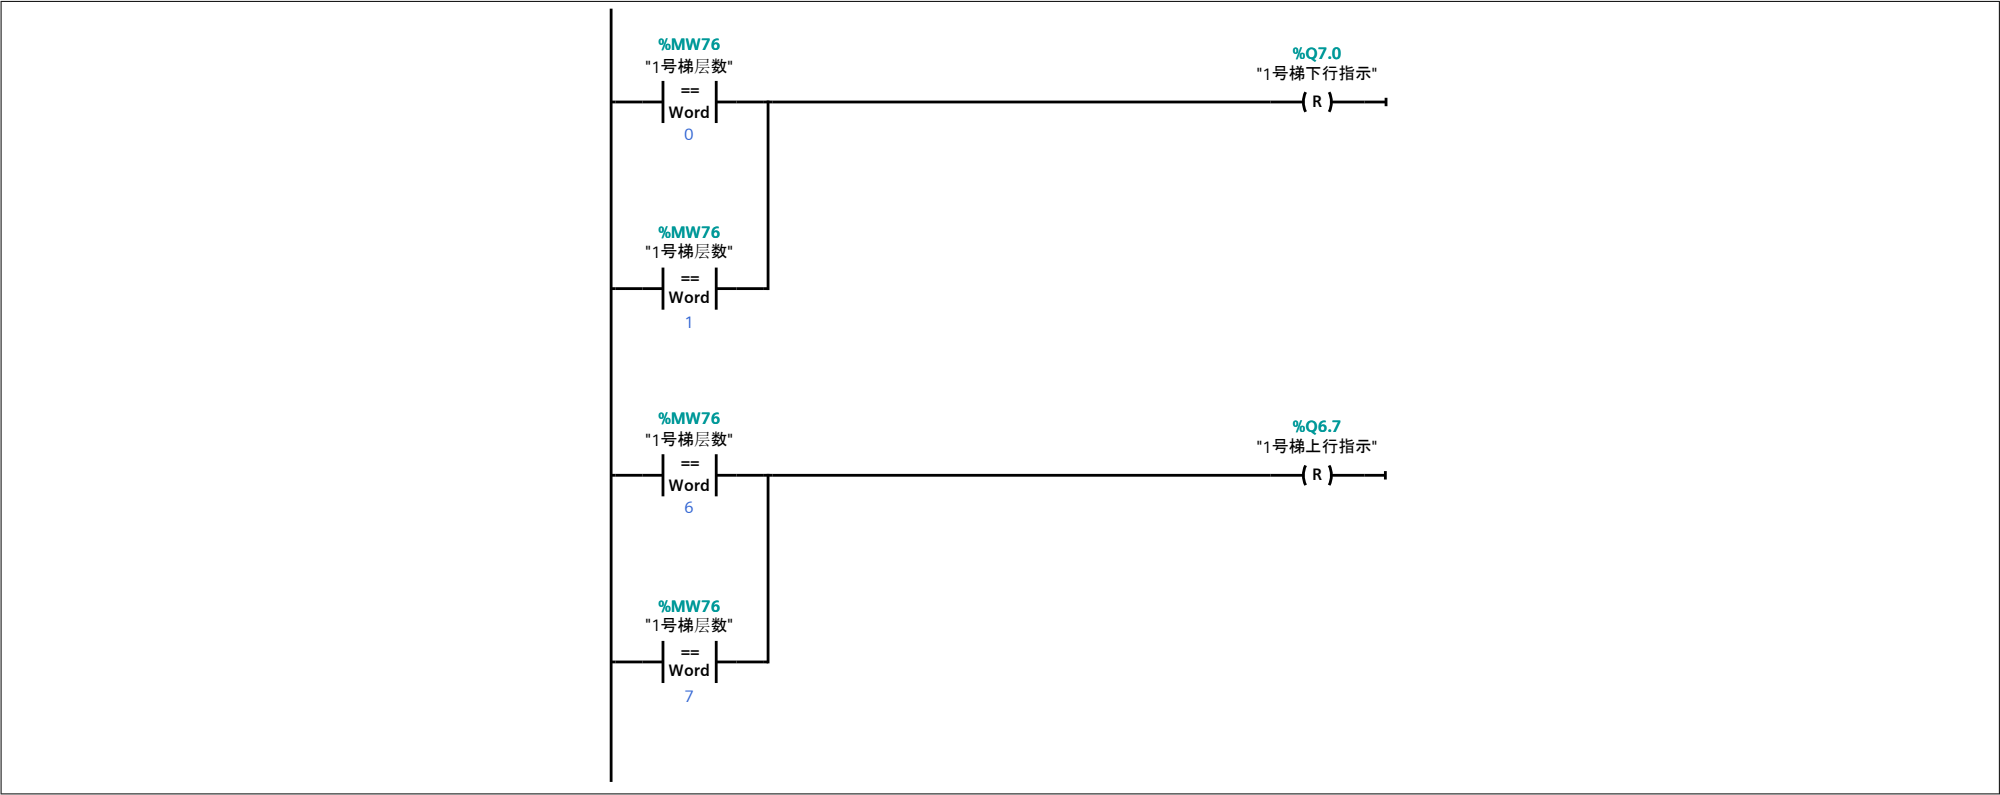 %MW76
"1号梯层数"
==
Word
0
%Q7.0
"1号梯下行指示"
R
%MW76
"1号梯层数"
==
Word
1
%MW76
"1号梯层数"
==
Word
6
%Q6.7
"1号梯上行指示"
R
%MW76
"1号梯层数"
==
Word
7